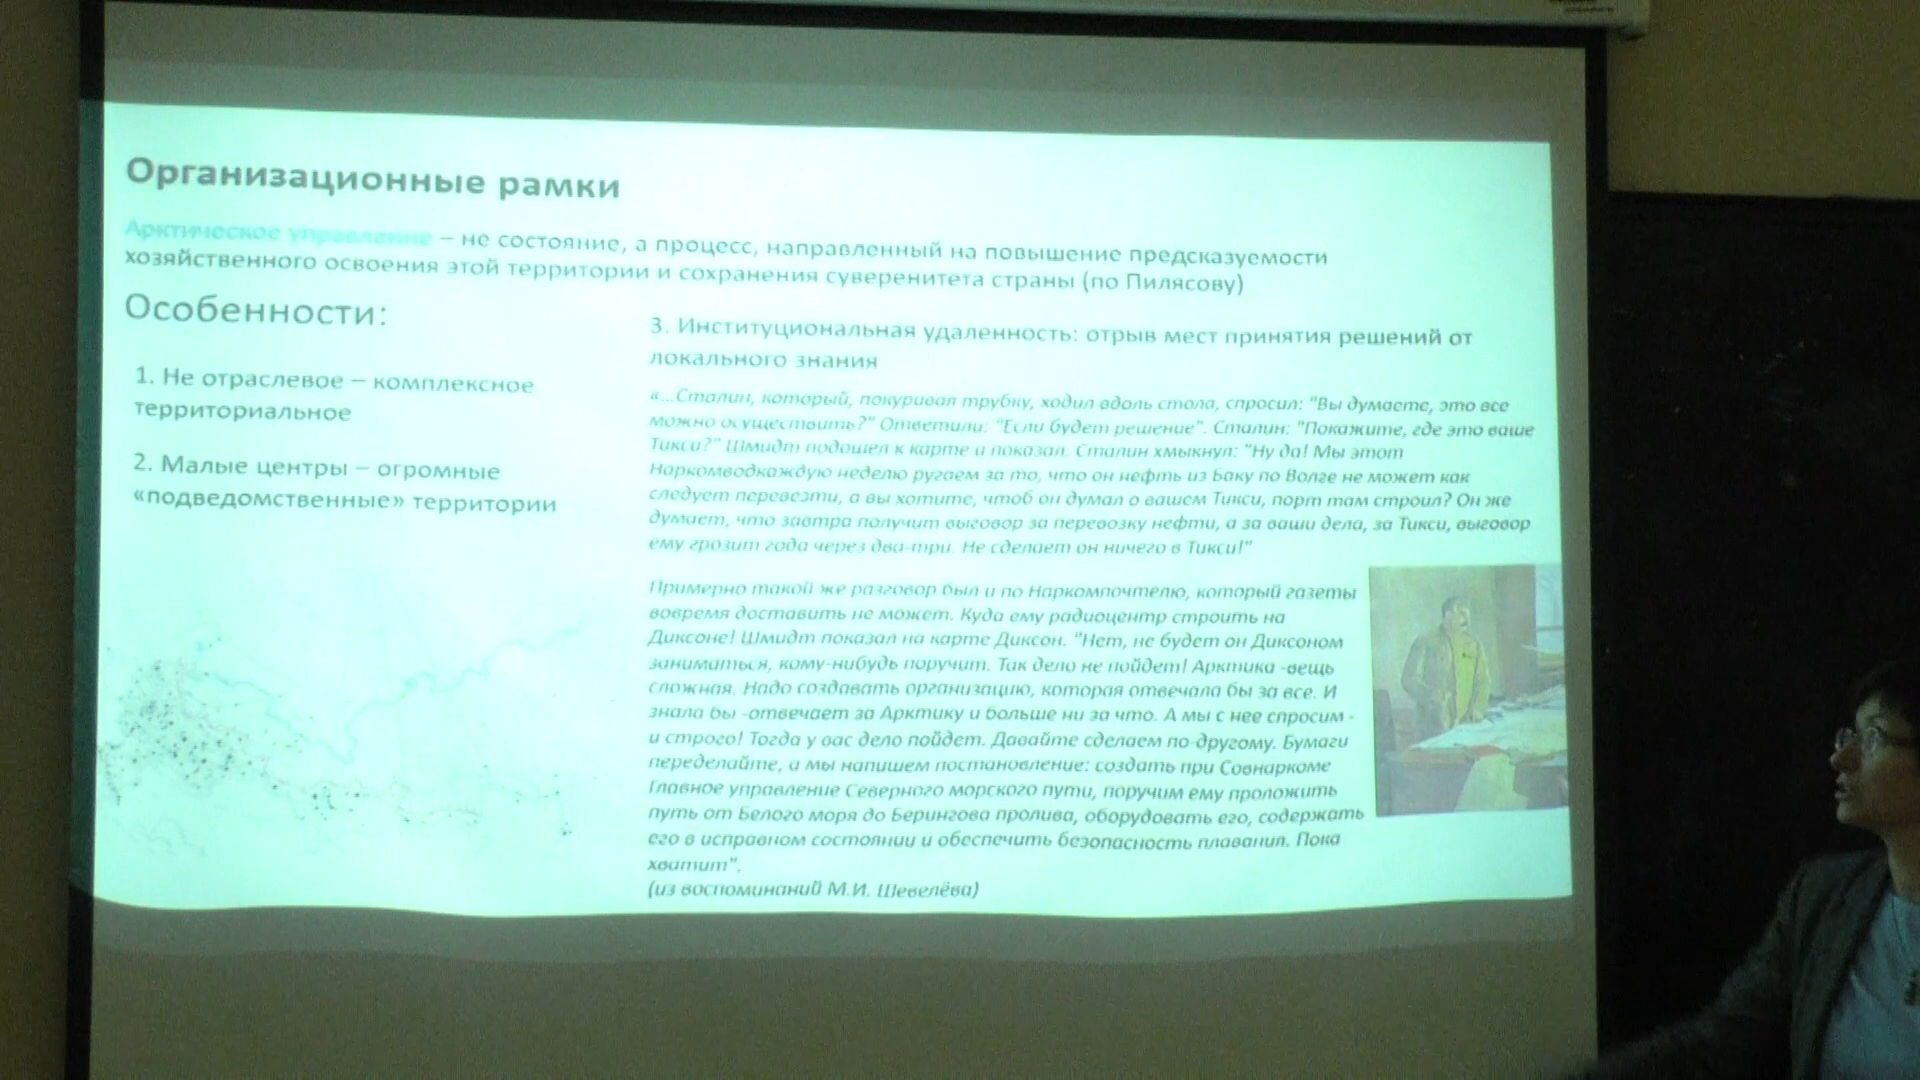 Организационные рамки
Арктическое управление – не состояние, а процесс, направленный на повышение предсказуемости
хозяйственного освоения этой территории и сохранения суверенитета страны (по Пилясову)
Особенности:
1. Не отраслевое – комплексное
территориальное
2. Малые центры – огромные
«подведомственные» территории
3. Институциональная удаленность: отрыв мест принятия решений от
локального знания
«...Сталин, который, покуривая трубку, ходил вдоль стола, спросил: "Вы думаете, это все
можно осуществить?" Ответили: "Если будет решение". Сталин: "Покажите, где это ваше
Тикси?" Шмидт подошел к карте и показал. Сталин хмыкнул: "Ну да! Мы этот
Наркомводкаждую неделю ругаем за то, что он нефть из Баку по Волге не может как
следует перевезти, а вы хотите, чтоб он думал о вашем Тикси, порт там строил? Он же
думает, что завтра получит выговор за перевозку нефти, а за ваши дела, за Тикси, выговор
ему грозит года через два-три. Не сделает он ничего в Тикси!"
Примерно такой же разговор был и по Наркомпочтелю, который газеты
вовремя доставить не может. Куда ему радиоцентр строить на
Диксоне! Шмидт показал на карте Диксон. "Нет, не будет он Диксоном
заниматься, кому-нибудь поручит. Так дело не пойдет! Арктика -вещь
сложная. Надо создавать организацию, которая отвечала бы за все. И
знала бы -отвечает за Арктику и больше ни за что. А мы с нее спросим -
и строго! Тогда у вас дело пойдет. Давайте сделаем по-другому. Бумаги
переделайте, а мы напишем постановление: создать при Совнаркоме
Главное управление Северного морского пути, поручим ему проложить
путь от Белого моря до Берингова пролива, оборудовать его, содержать
его в исправном состоянии и обеспечить безопасность плавания. Пока
хватит".
(из воспоминаний М.И. Шевелёва)